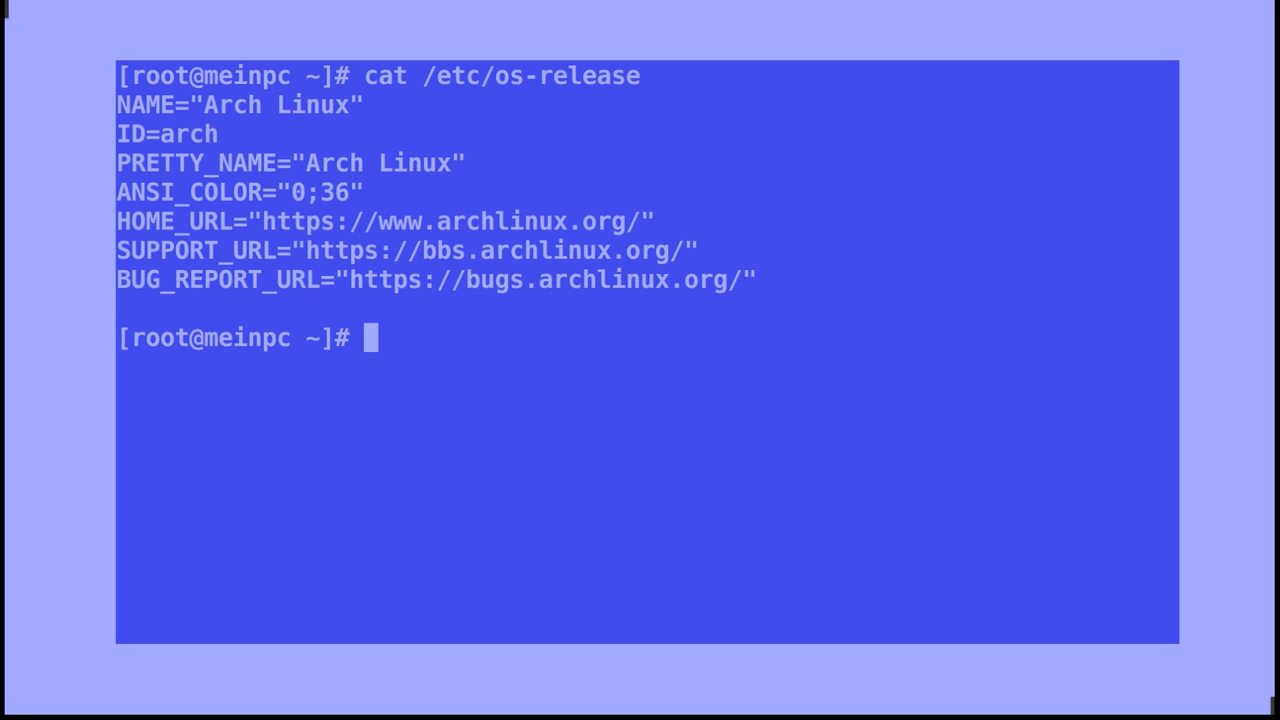 [root@meinpc ~]# cat /etc/os-release
NAME="Arch Linux"
ID=arch
PRETTY_NAME="Arch Linux"
ANSI_COLOR="0;36"
HOME_URL="https://www.archlinux.org/"
SUPPORT_URL="https://bbs.archlinux.org/"
BUG_REPORT_URL="https://bugs.archlinux.org/"

[root@meinpc ~]#